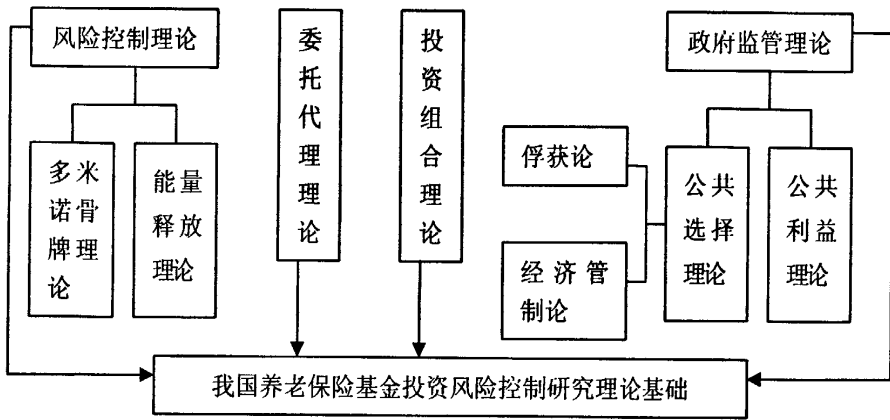 风险控制理论
多米
诺骨
牌理
论
能量
释放
理论
委
托
代
理
理
论
投
资
组
合
理
论
政府监管理论
俘获论
经济管
制论
公共
选择
理论
公共
利益
理论
我国养老保险基金投资风险控制研究理论基础